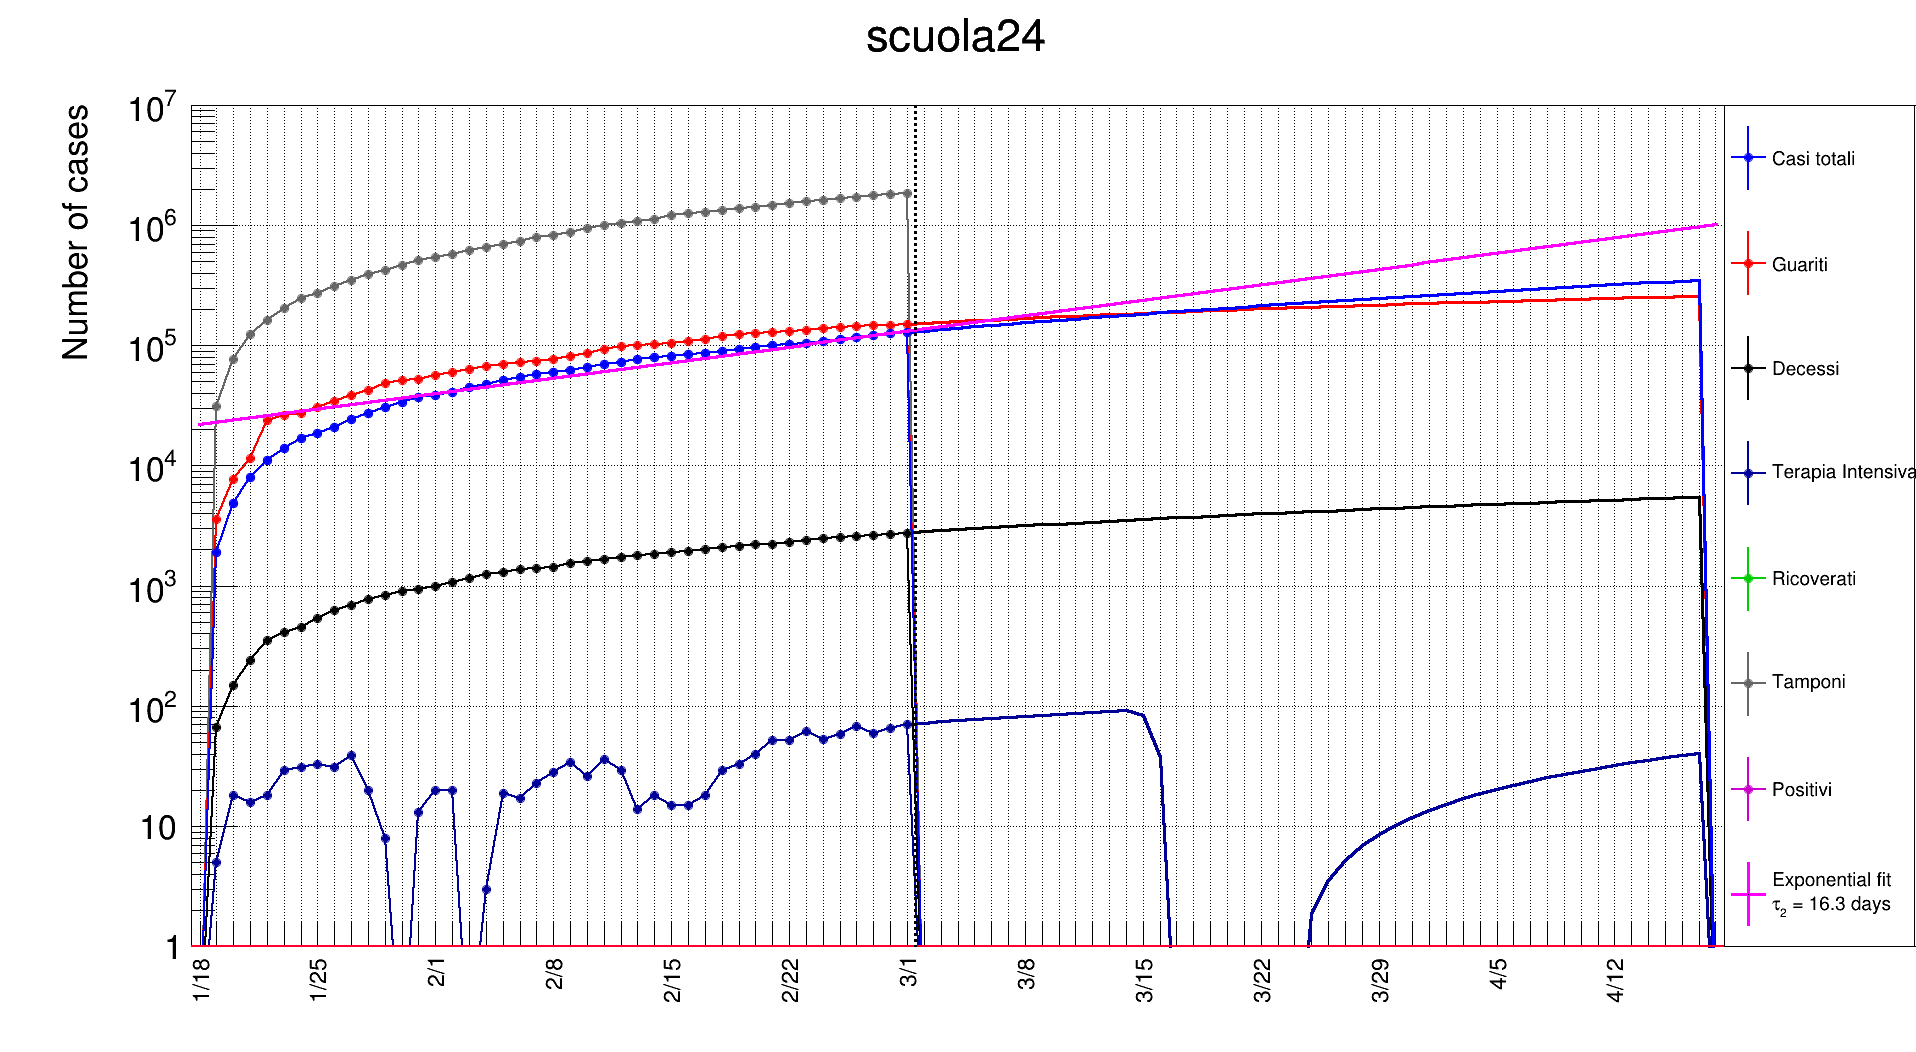 scuola24
Number of cases
10^7
10^6
10^5
10^4
10^3
10^2
10
1
1/18
1/25
2/1
2/8
2/15
2/22
3/1
3/8
3/15
3/22
3/29
4/5
4/12
Casi totali
Guariti
Decessi
Terapia Intensiva
Ricoverati
Tamponi
Positivi
Exponential fit
τ₂ = 16.3 days